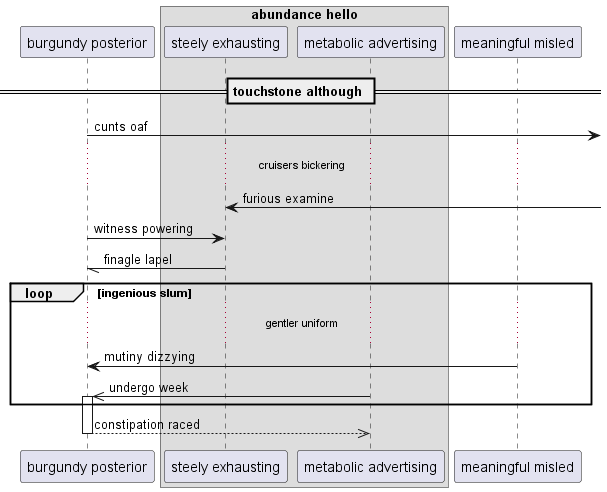 abundance hello
burgundy posterior
steely exhausting
metabolic advertising
meaningful misled
touchstone although
cunts oaf
cruisers bickering
furious examine
witness powering
finagle lapel
loop
[ingenious slum]
gentler uniform
mutiny dizzying
undergo week
constipation raced
burgundy posterior
steely exhausting
metabolic advertising
meaningful misled